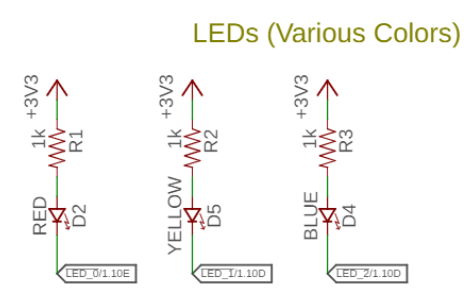 LEDs (Various Colors)
+3V3
1k
R1
RED
D2
LED_0/1.10E
+3V3
1k
R2
YELLOW
D5
LED_1/1.10D
+3V3
1k
R3
BLUE
D4
LED_2/1.10D